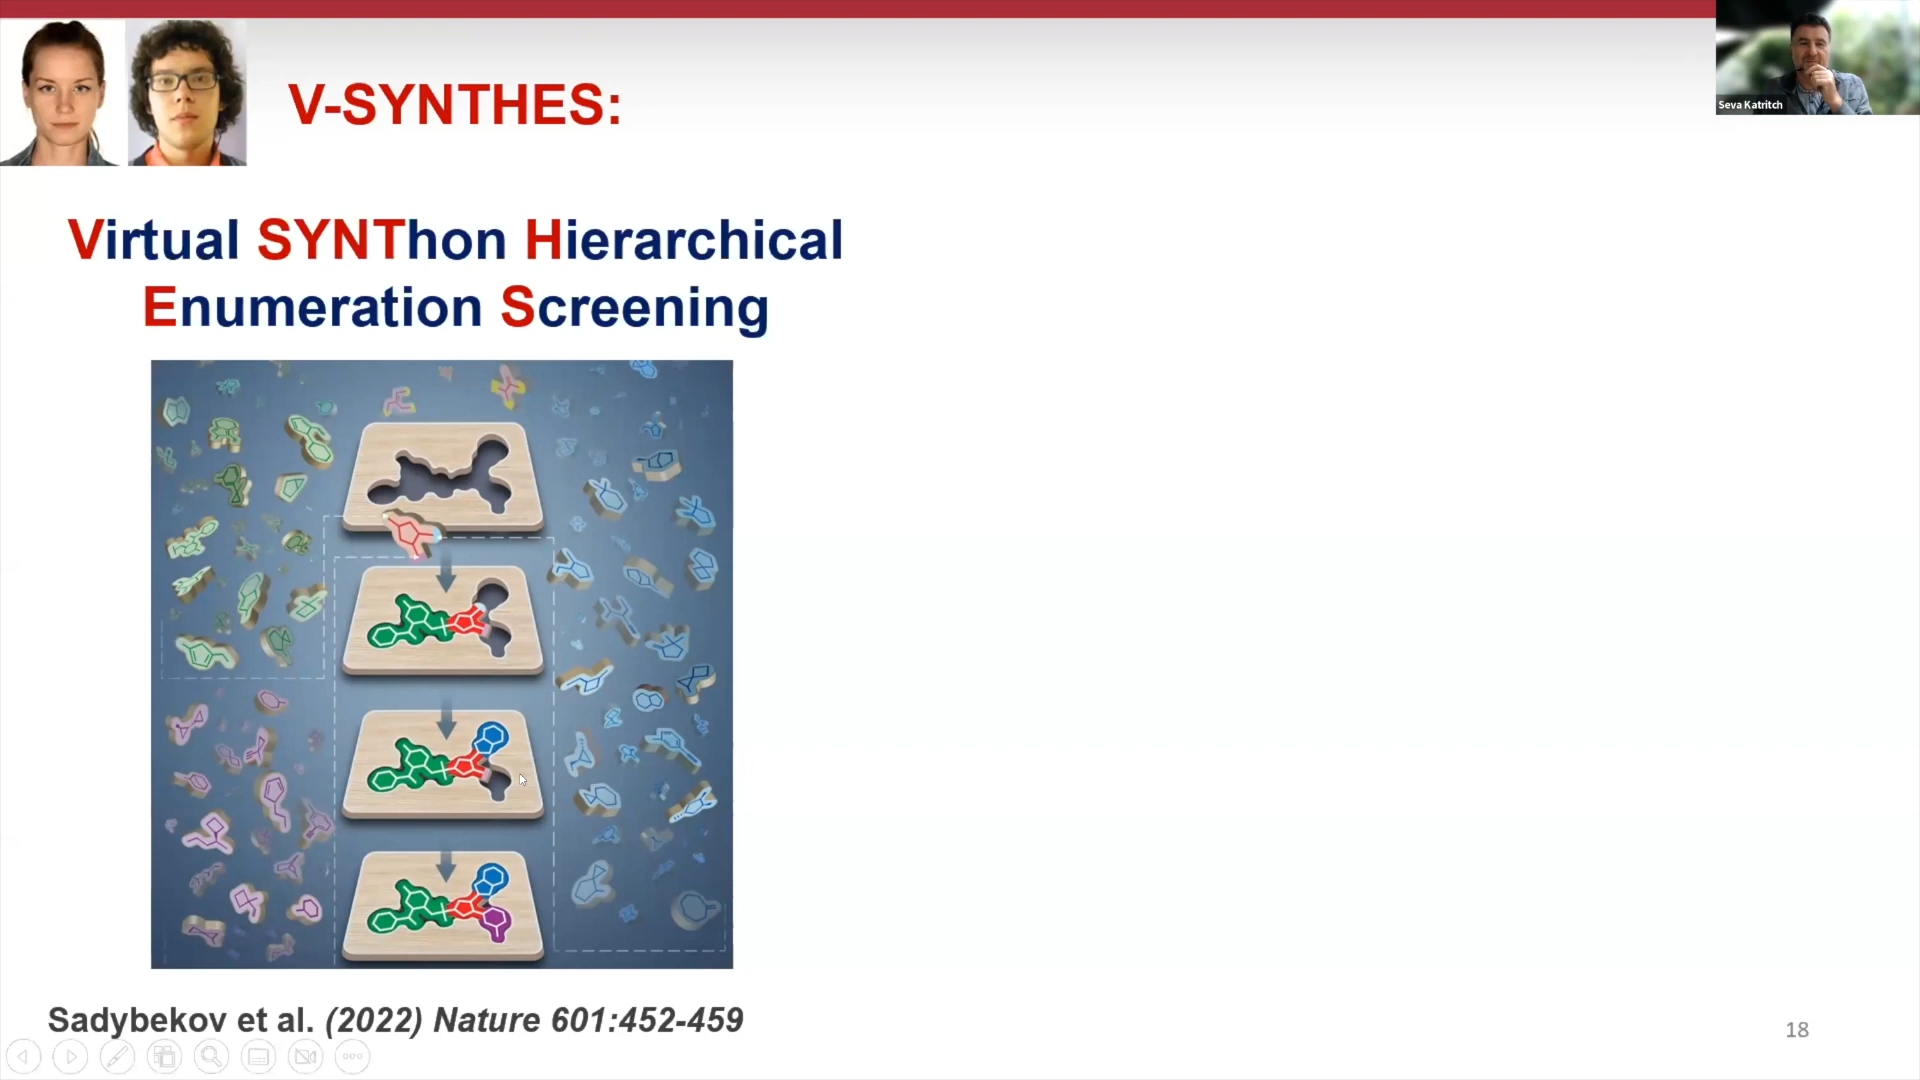 V-SYNTHES:
Seva Katritch
Virtual SYNThon Hierarchical
Enumeration Screening
Sadybekov et al. (2022) Nature 601:452-459
18